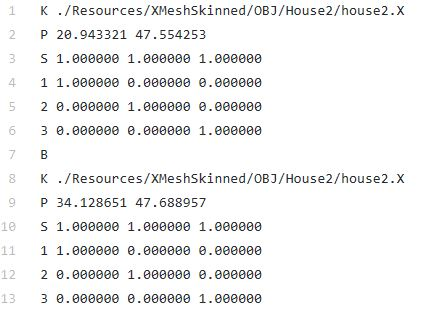 1 K ./Resources/XMeshSkinned/OBJ/House2/house2.X
2 P 20.943321 47.554253
3 S 1.000000 1.000000 1.000000
4 1 1.000000 0.000000 0.000000
5 2 0.000000 1.000000 0.000000
6 3 0.000000 0.000000 1.000000
7 B
8 K ./Resources/XMeshSkinned/OBJ/House2/house2.X
9 P 34.128651 47.688957
10 S 1.000000 1.000000 1.000000
11 1 1.000000 0.000000 0.000000
12 2 0.000000 1.000000 0.000000
13 3 0.000000 0.000000 1.000000